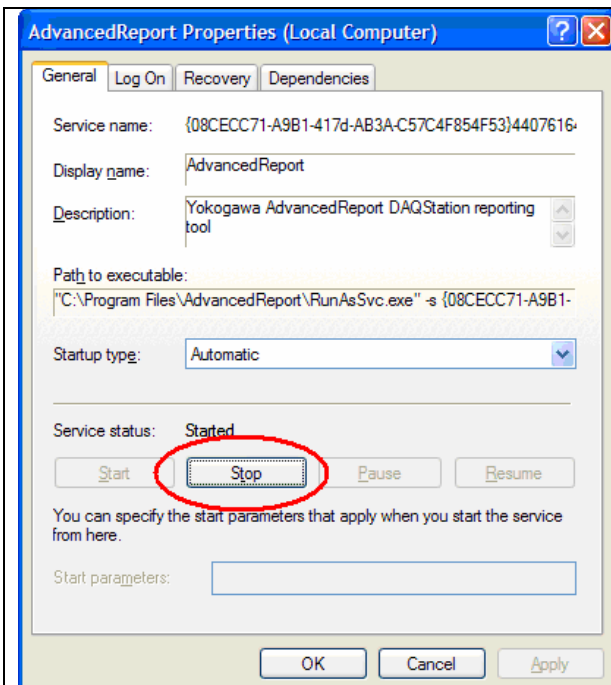 AdvancedReport Properties (Local Computer)
General Log On Recovery Dependencies
Service name: {08CECC71-A9B1-417d-AB3A-C57C4F854F53}44076164
Display name: AdvancedReport
Description: Yokogawa AdvancedReport DAQStation reporting
tool
Path to executable:
"C:\Program Files\AdvancedReport\RunAsSvc.exe" -s {08CECC71-A9B1-
Startup type: Automatic
Service status: Started
Start Stop Pause Resume
You can specify the start parameters that apply when you start the service
from here.
Start parameters:
OK Cancel Apply